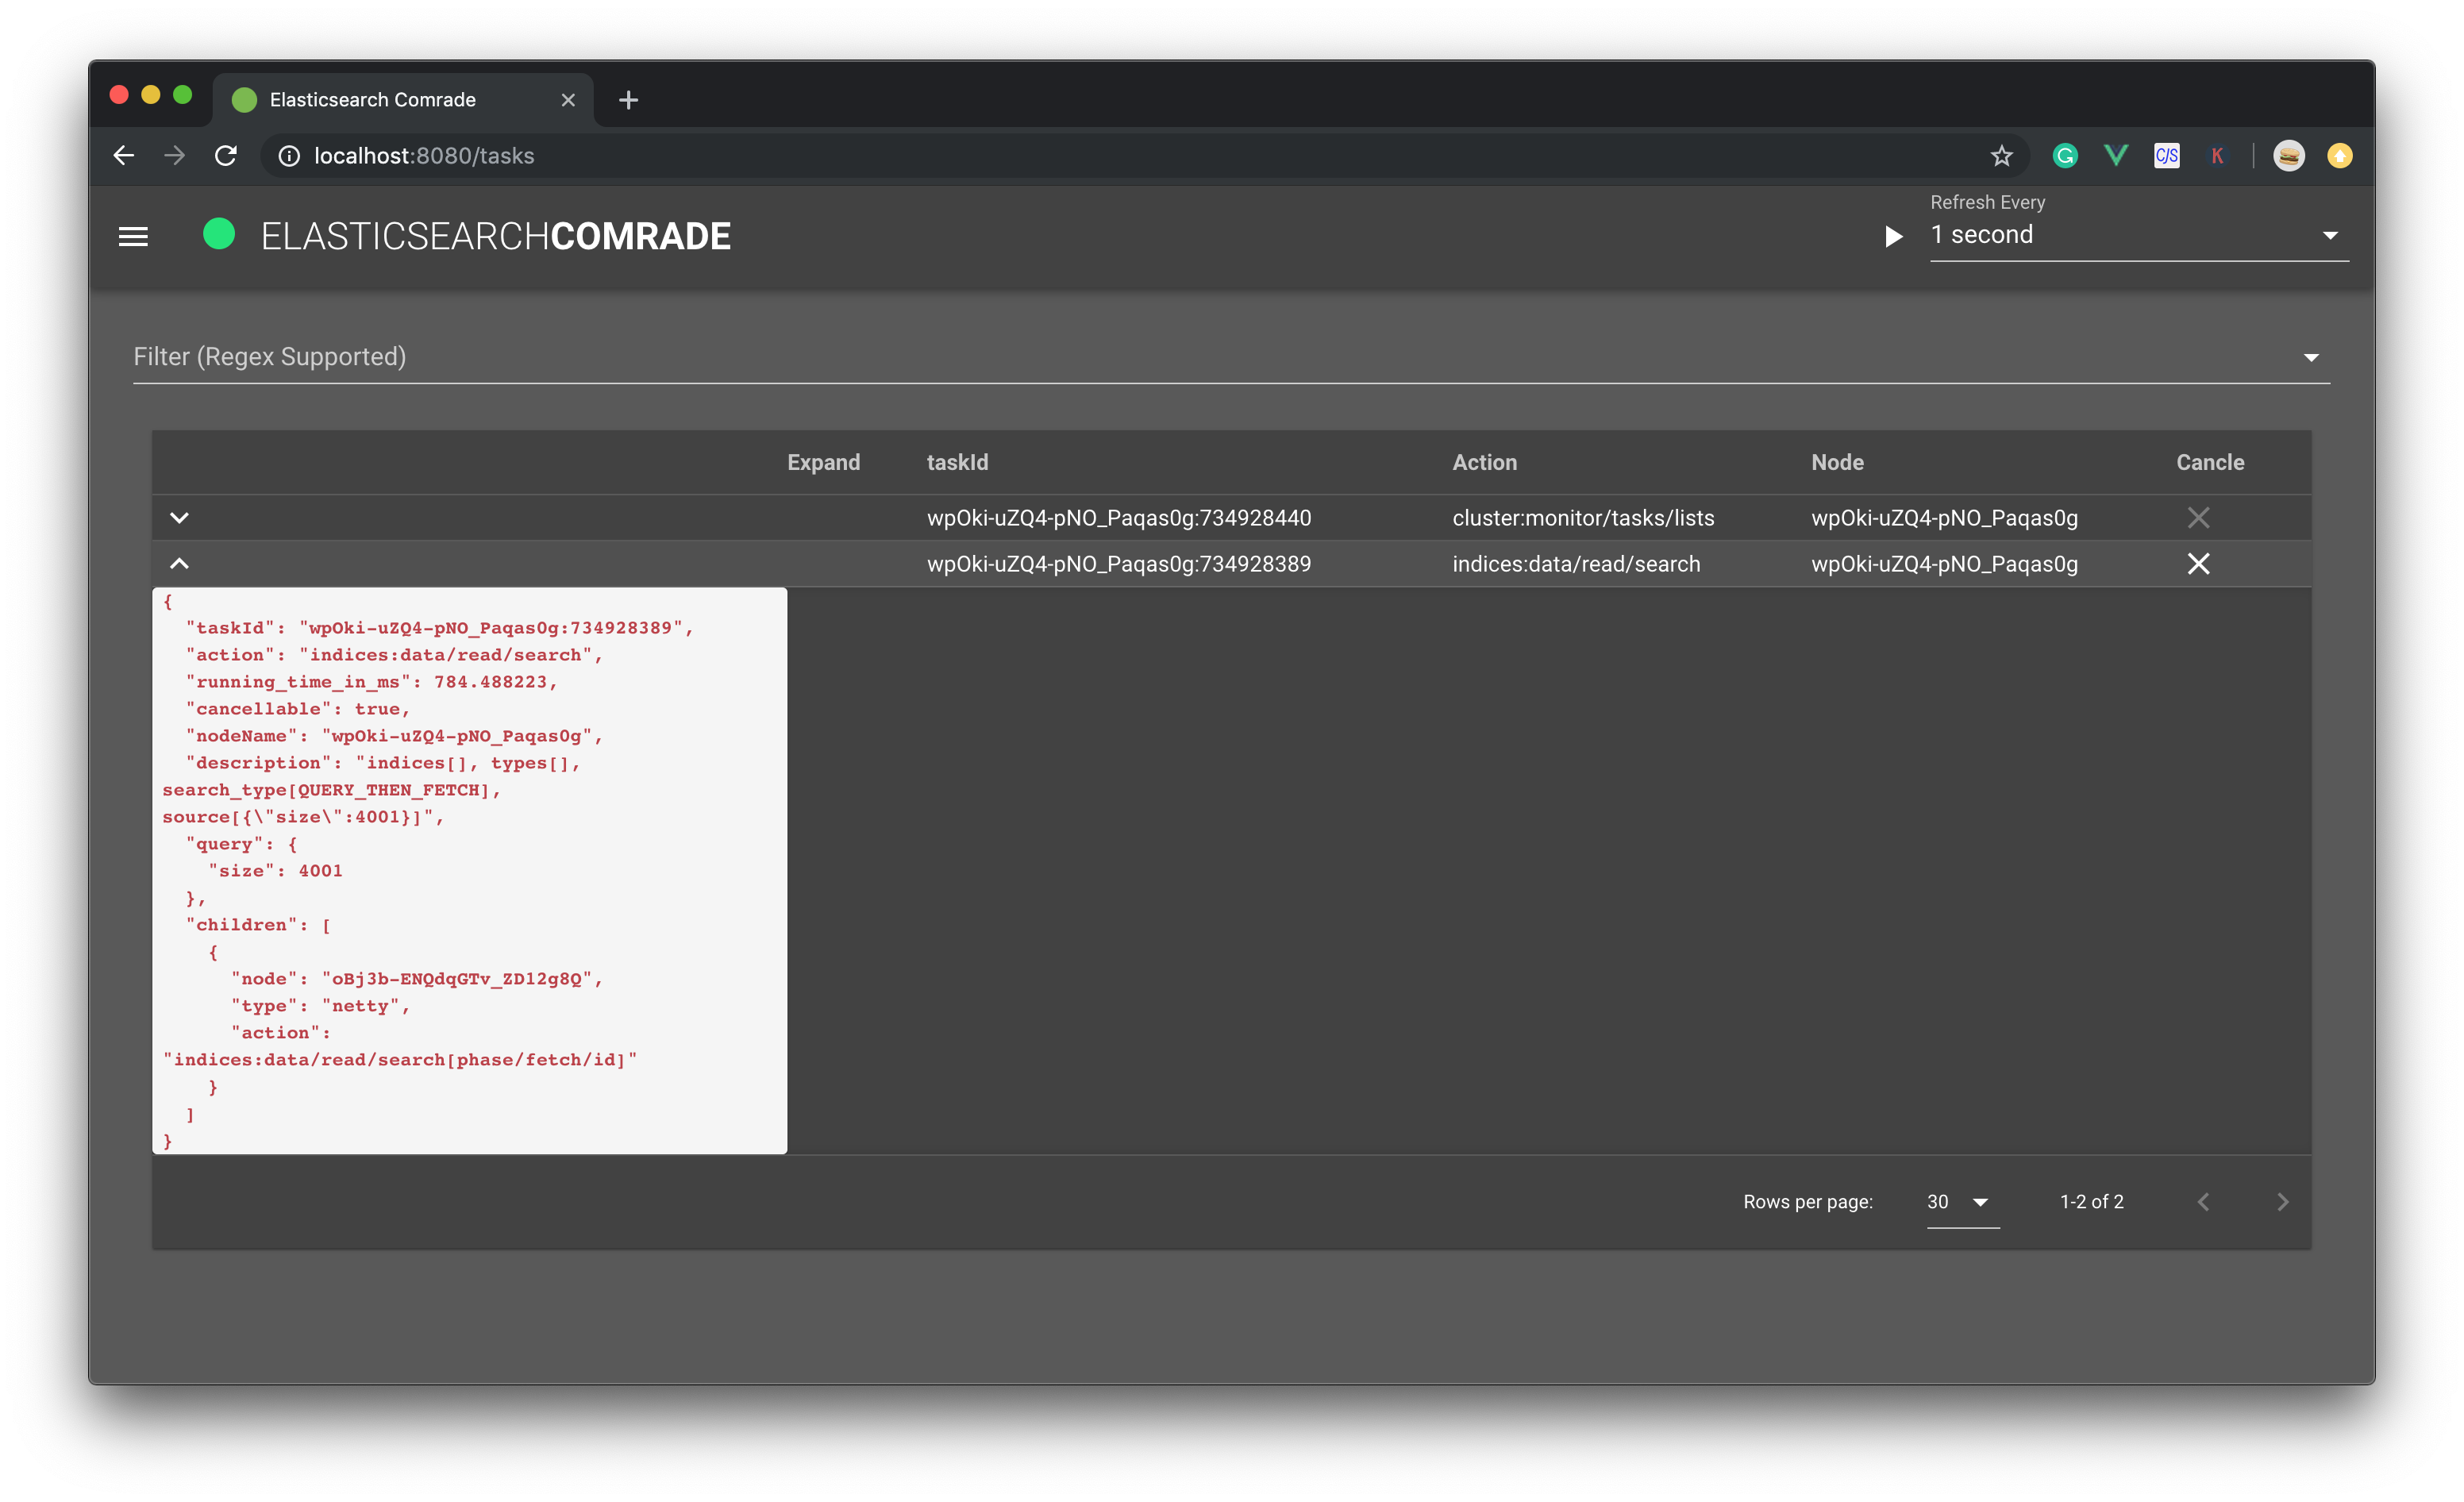 Elasticsearch Comrade
localhost:8080/tasks
C/S
K
Refresh Every
ELASTICSEARCHCOMRADE
1 second
Filter (Regex Supported)
Expand taskId Action Node Cancle
wpOki-uZQ4-pNO_Paqas0g:734928440 cluster:monitor/tasks/lists wpOki-uZQ4-pNO_Paqas0g
wpOki-uZQ4-pNO_Paqas0g:734928389 indices:data/read/search wpOki-uZQ4-pNO_Paqas0g
{
"taskId": "wpOki-uZQ4-pNO_Paqas0g:734928389",
"action": "indices:data/read/search",
"running_time_in_ms": 784.488223,
"cancellable": true,
"nodeName": "wpOki-uZQ4-pNO_Paqas0g",
"description": "indices[], types[],
search_type[QUERY_THEN_FETCH],
source[{\"size\":4001}]",
"query": {
"size": 4001
},
"children": [
{
"node": "oBj3b-ENQdqGTv_ZD12g8Q",
"type": "netty",
"action":
"indices:data/read/search[phase/fetch/id]"
}
]
}
Rows per page: 30 1-2 of 2